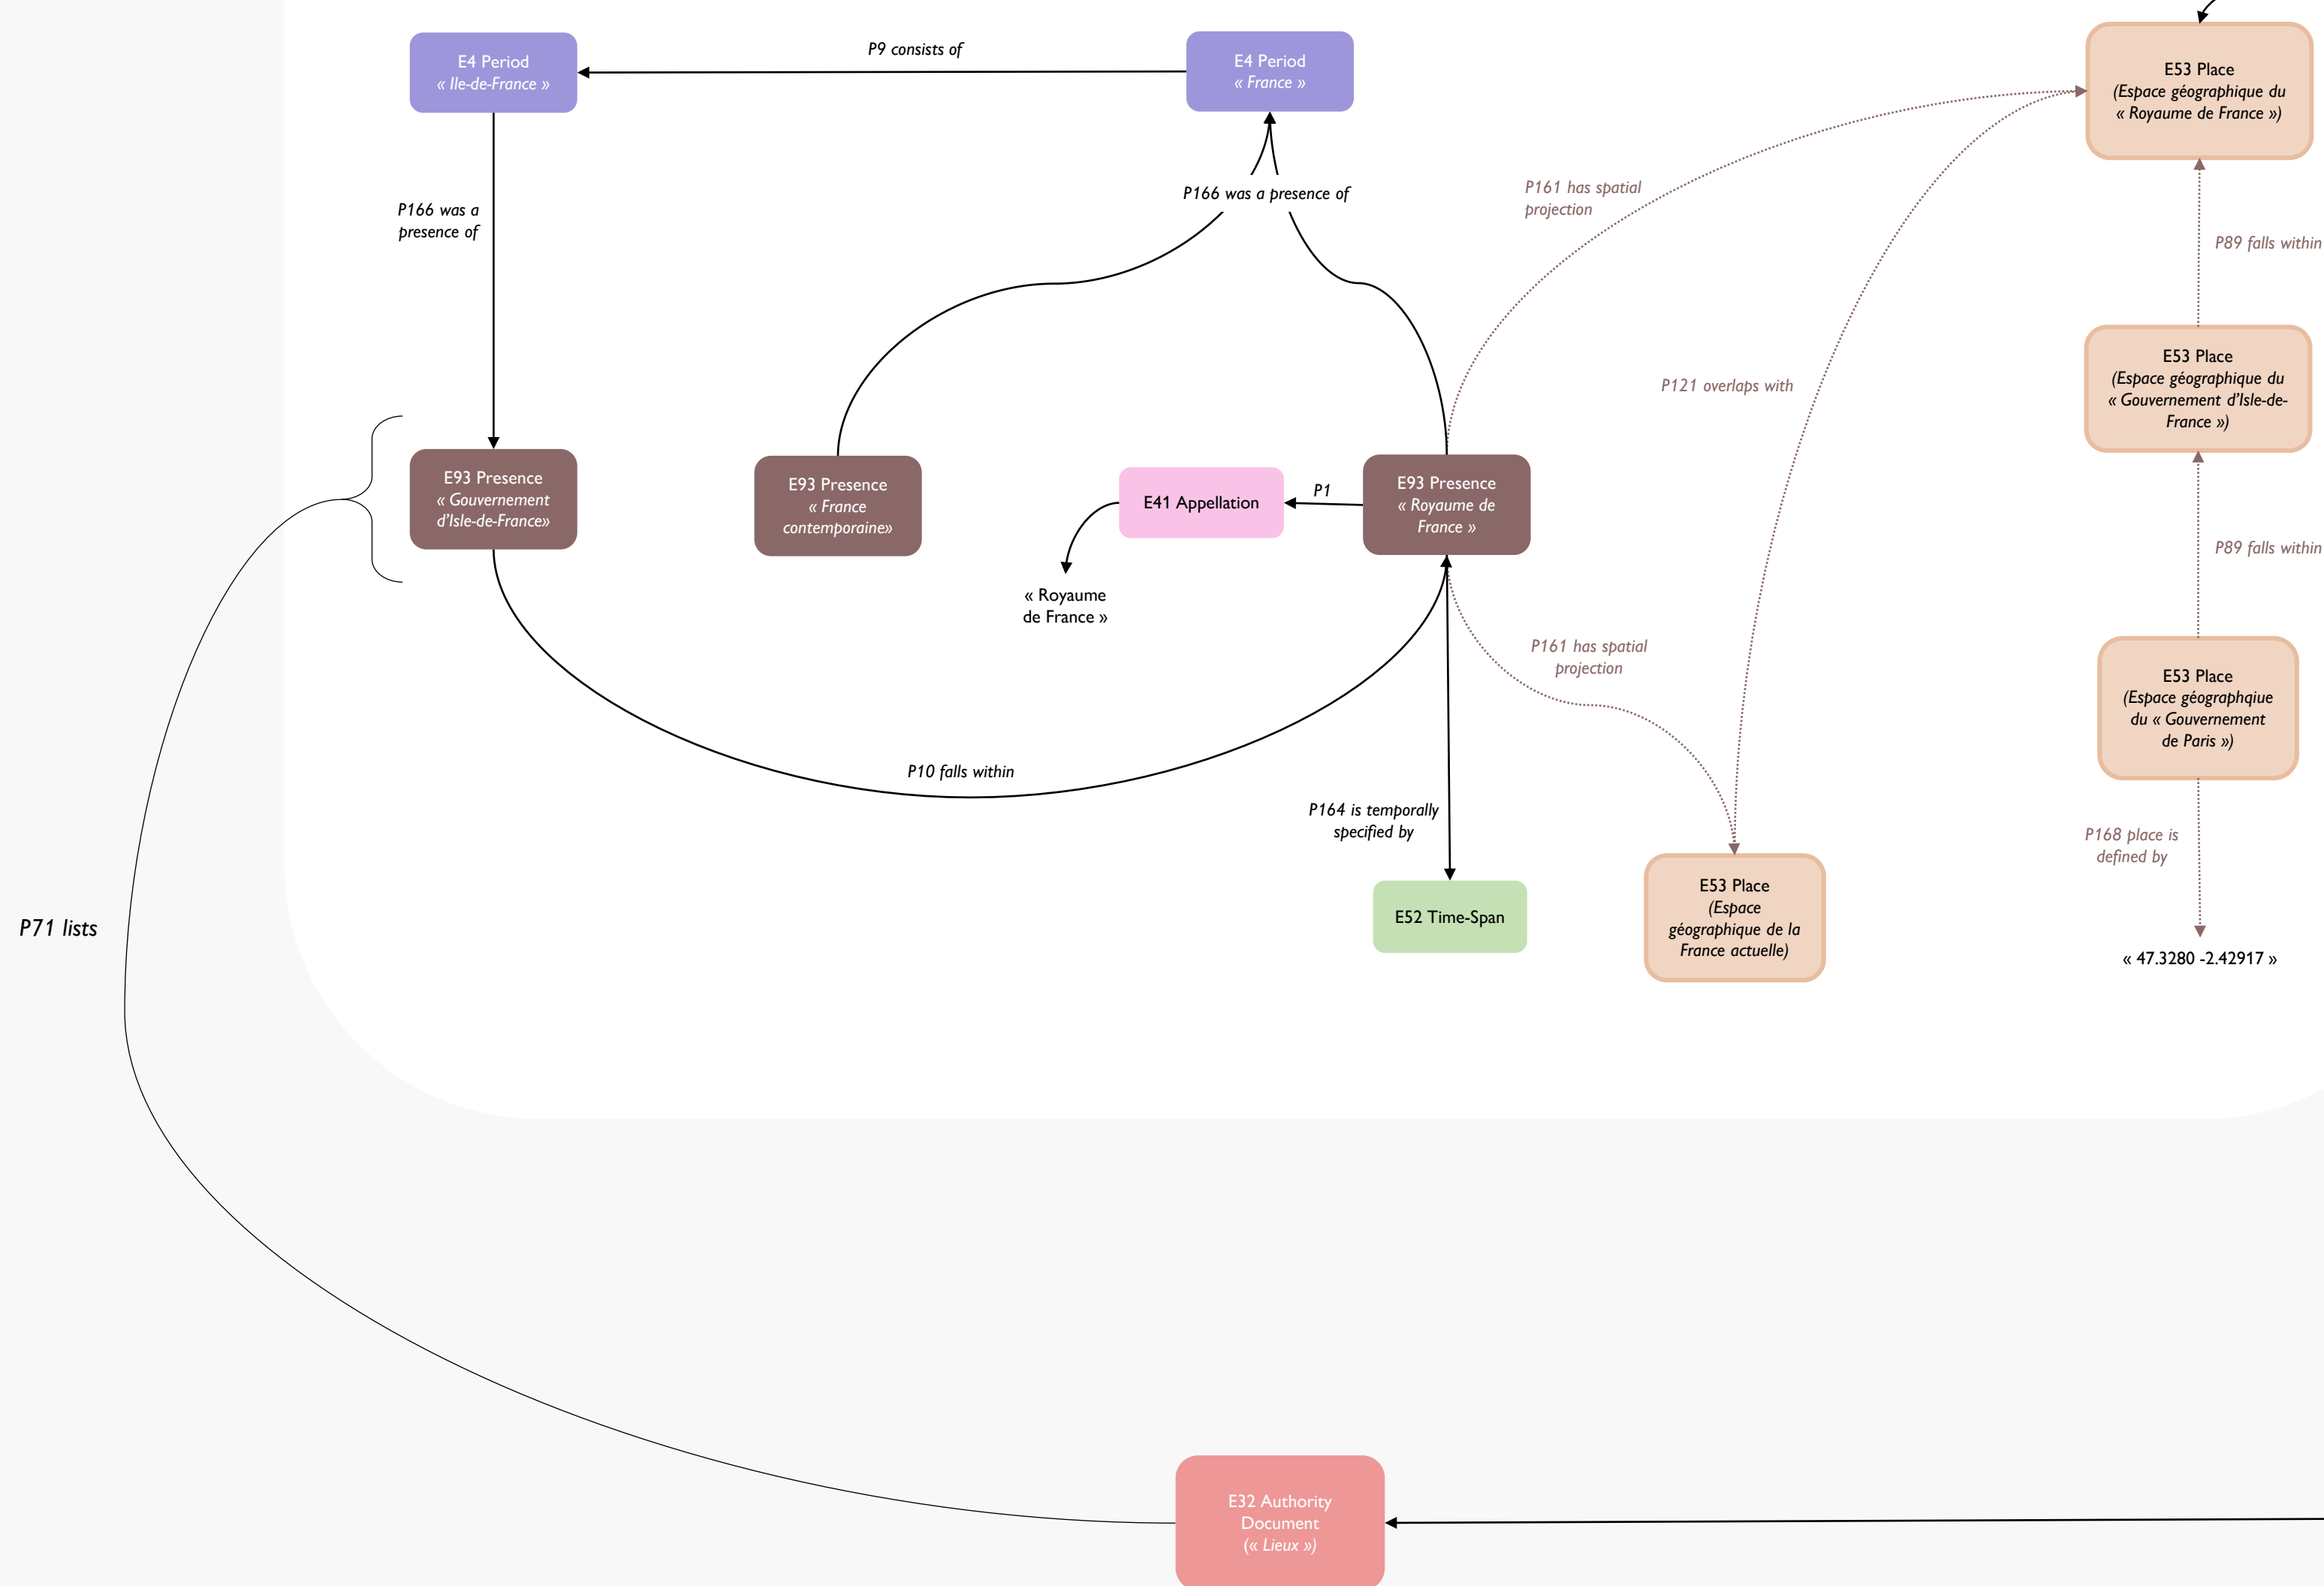 E4 Period
« Ile-de-France »
P9 consists of
E4 Period
« France »
E53 Place
(Espace géographique du
« Royaume de France »)
P166 was a
presence of
P166 was a presence of
P161 has spatial
projection
P89 falls within
E53 Place
(Espace géographique du
« Gouvernement d'Isle-de-
France »)
P121 overlaps with
E93 Presence
« Gouvernement
d'Isle-de-France»
E93 Presence
« France
contemporaine»
E41 Appellation
P1
E93 Presence
« Royaume de
France »
P89 falls within
« Royaume
de France »
P161 has spatial
projection
E53 Place
(Espace géographqiue
du « Gouvernement
de Paris »)
P10 falls within
P164 is temporally
specified by
P168 place is
defined by
E52 Time-Span
E53 Place
(Espace
géographique de la
France actuelle)
P71 lists
« 47.3280 -2.42917 »
E32 Authority
Document
(« Lieux »)